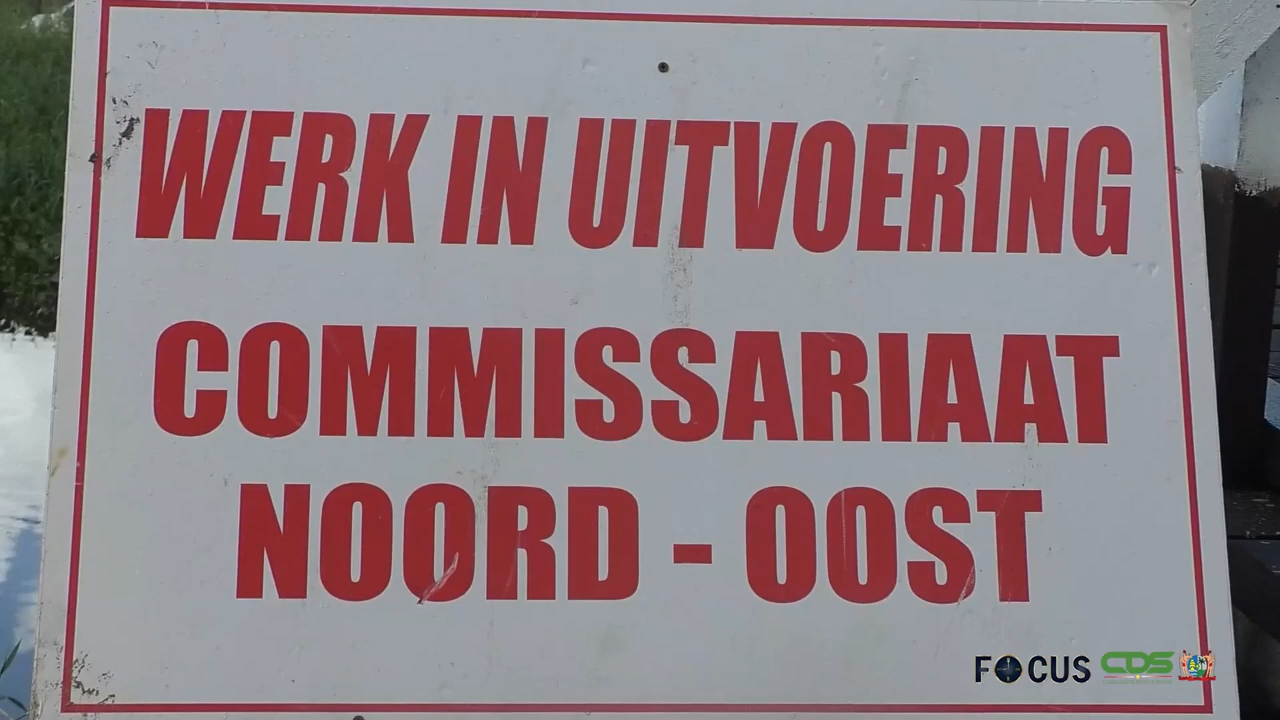 WERK IN UITVOERING
COMMISSARIAAT
NOORD - OOST
FOCUS CDS